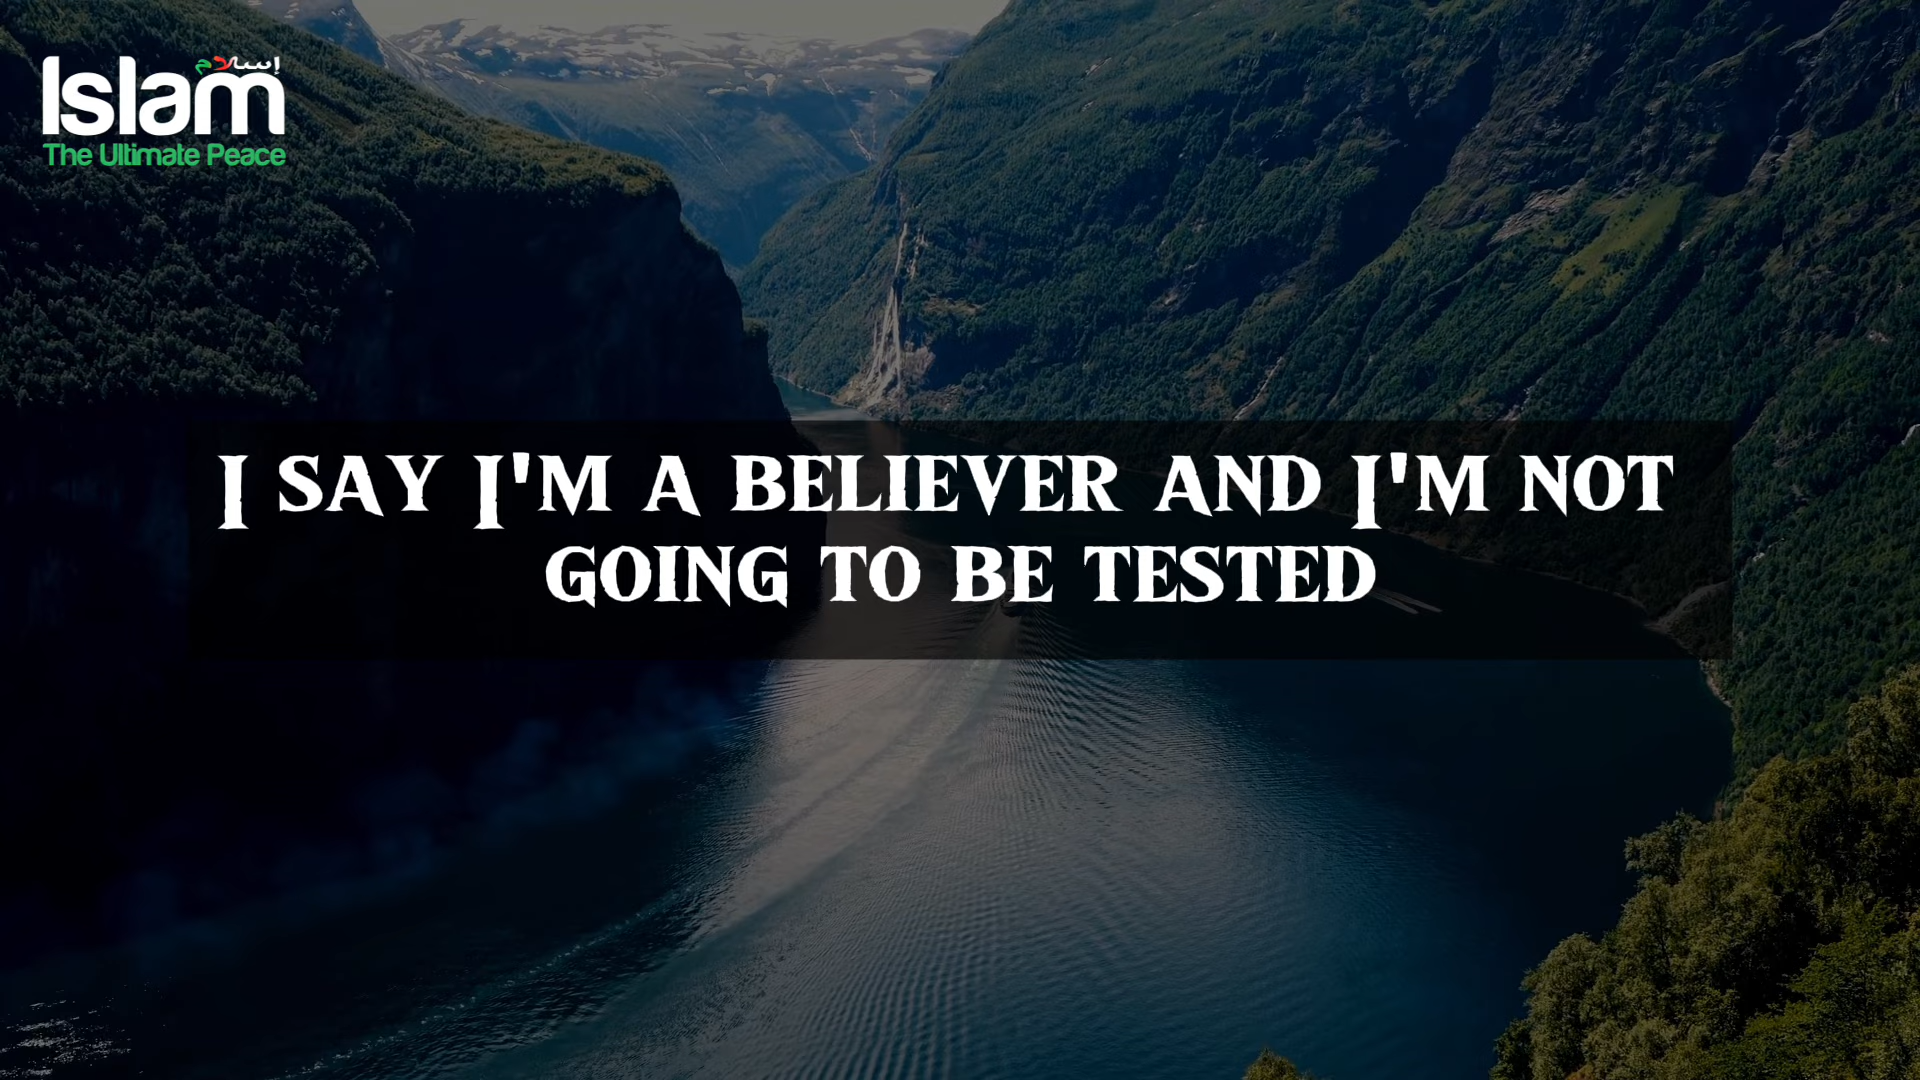 إسلام
Islam
The Ultimate Peace
I SAY I'M A BELIEVER AND I'M NOT
GOING TO BE TESTED